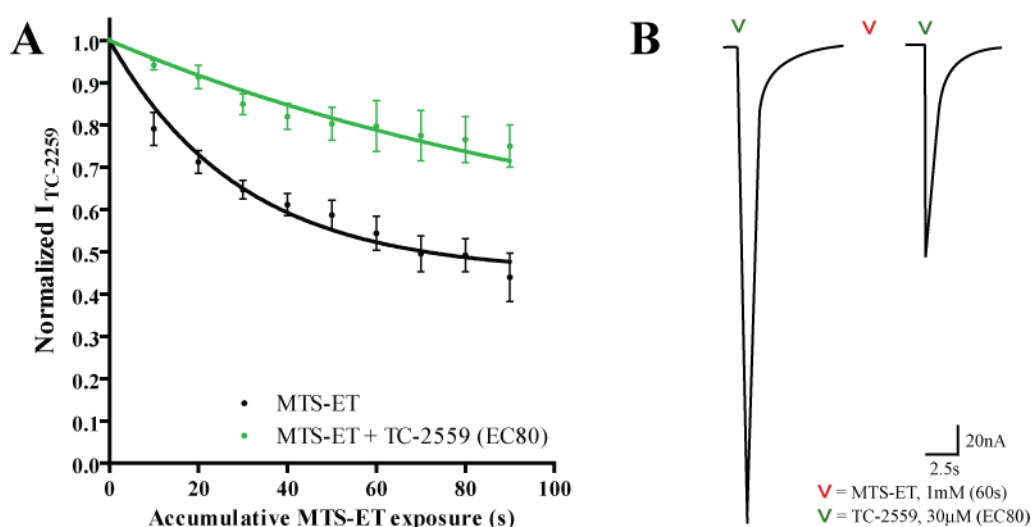 A
Normalized I TC-2259
1.0
0.9
0.8
0.7
0.6
0.5
0.4
0.3
0.2
0.1
0.0
0 20 40 60 80 100
Accumulative MTS-ET exposure (s)
MTS-ET
MTS-ET + TC-2559 (EC80)
B
V V V
20nA
2.5s
V = MTS-ET, 1mM (60s)
V = TC-2559, 30μM (EC80)